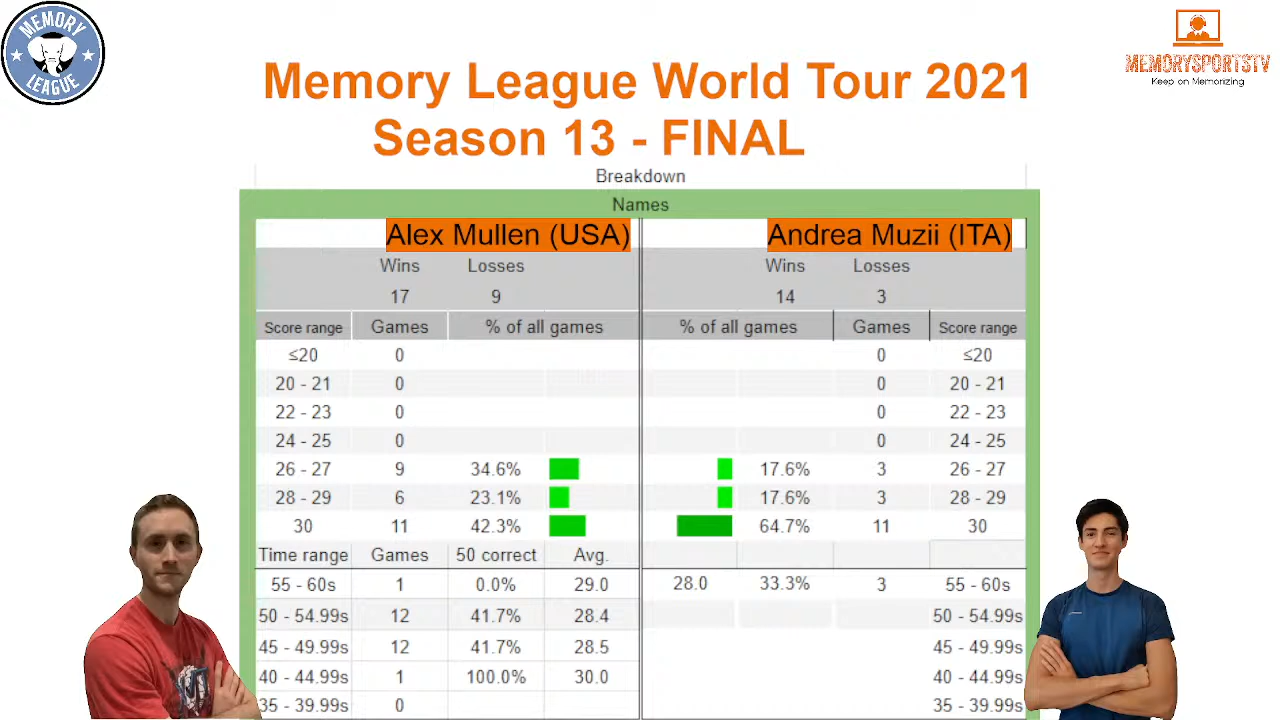 MEMORY LEAGUE
MEMORYSPORTSTV
Keep on Memorizing
Memory League World Tour 2021
Season 13 - FINAL
Breakdown
Names
Alex Mullen (USA) Andrea Muzii (ITA)
Wins Losses Wins Losses
17 9 14 3
Score range Games % of all games % of all games Games Score range
≤20 0 0 ≤20
20 - 21 0 0 20 - 21
22 - 23 0 0 22 - 23
24 - 25 0 0 24 - 25
26 - 27 9 34.6% 17.6% 3 26 - 27
28 - 29 6 23.1% 17.6% 3 28 - 29
30 11 42.3% 64.7% 11 30
Time range Games 50 correct Avg.
55 - 60s 1 0.0% 29.0 28.0 33.3% 3 55 - 60s
50 - 54.99s 12 41.7% 28.4 50 - 54.99s
45 - 49.99s 12 41.7% 28.5 45 - 49.99s
40 - 44.99s 1 100.0% 30.0 40 - 44.99s
35 - 39.99s 0 35 - 39.99s